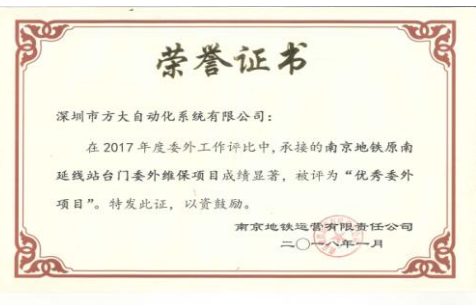 荣誉证书
深圳市方大自动化系统有限公司：
在 2017 年度委外工作评比中，承接的南京地铁原南
延线站台门委外维保项目成绩显著，被评为“优秀委外
项目”。特发此证，以资鼓励。
南京地铁运营有限责任公司
二〇一八年一月